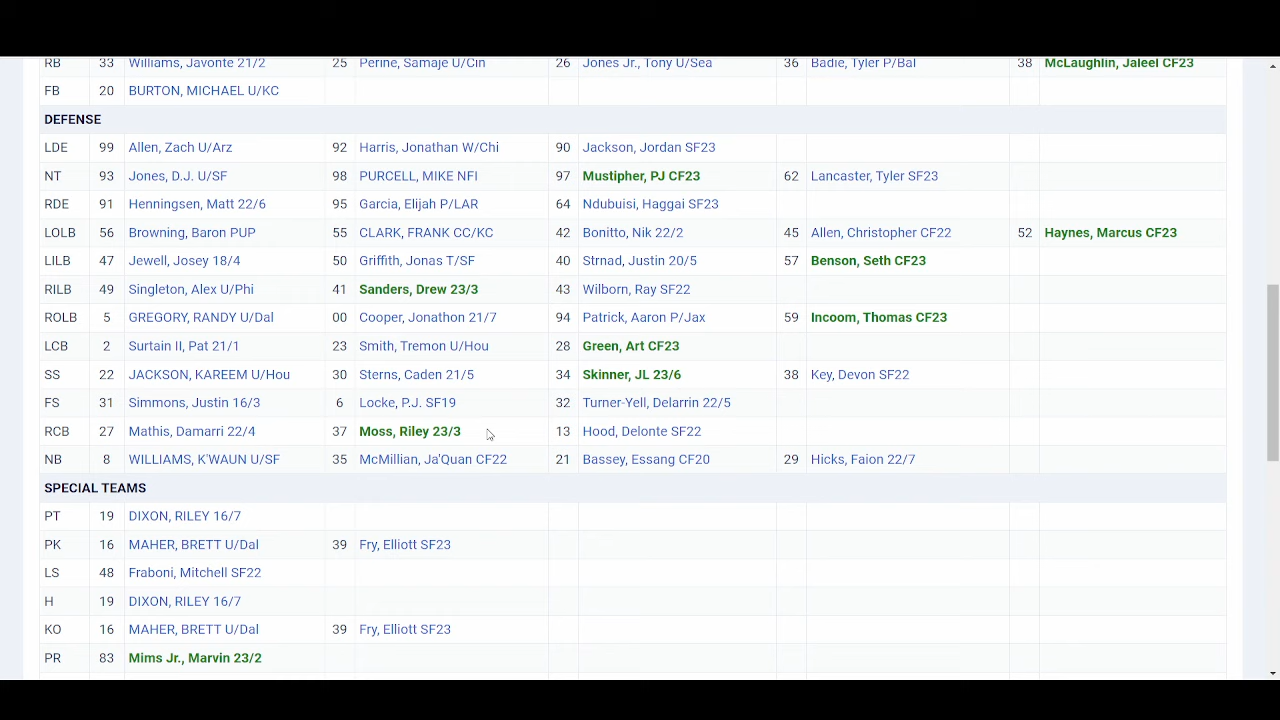 RB 33 Williams, Javonte 21/2 25 Perine, Samaje U/Cin 26 Jones Jr., Tony U/Sea 36 Badie, Tyler P/Bal 38 McLaughlin, Jaleel CF23
FB 20 BURTON, MICHAEL U/KC
DEFENSE
LDE 99 Allen, Zach U/Arz 92 Harris, Jonathan W/Chi 90 Jackson, Jordan SF23
NT 93 Jones, D.J. U/SF 98 PURCELL, MIKE NFI 97 Mustipher, PJ CF23 62 Lancaster, Tyler SF23
RDE 91 Henningsen, Matt 22/6 95 Garcia, Elijah P/LAR 64 Ndubuisi, Haggai SF23
LOLB 56 Browning, Baron PUP 55 CLARK, FRANK CC/KC 42 Bonitto, Nik 22/2 45 Allen, Christopher CF22 52 Haynes, Marcus CF23
LILB 47 Jewell, Josey 18/4 50 Griffith, Jonas T/SF 40 Strnad, Justin 20/5 57 Benson, Seth CF23
RILB 49 Singleton, Alex U/Phi 41 Sanders, Drew 23/3 43 Wilborn, Ray SF22
ROLB 5 GREGORY, RANDY U/Dal 00 Cooper, Jonathon 21/7 94 Patrick, Aaron P/Jax 59 Incoom, Thomas CF23
LCB 2 Surtain II, Pat 21/1 23 Smith, Tremon U/Hou 28 Green, Art CF23
SS 22 JACKSON, KAREEM U/Hou 30 Sterns, Caden 21/5 34 Skinner, JL 23/6 38 Key, Devon SF22
FS 31 Simmons, Justin 16/3 6 Locke, P.J. SF19 32 Turner-Yell, Delarrin 22/5
RCB 27 Mathis, Damarri 22/4 37 Moss, Riley 23/3 13 Hood, Delonte SF22
NB 8 WILLIAMS, K'WAUN U/SF 35 McMillian, Ja'Quan CF22 21 Bassey, Essang CF20 29 Hicks, Faion 22/7
SPECIAL TEAMS
PT 19 DIXON, RILEY 16/7
PK 16 MAHER, BRETT U/Dal 39 Fry, Elliott SF23
LS 48 Fraboni, Mitchell SF22
H 19 DIXON, RILEY 16/7
KO 16 MAHER, BRETT U/Dal 39 Fry, Elliott SF23
PR 83 Mims Jr., Marvin 23/2